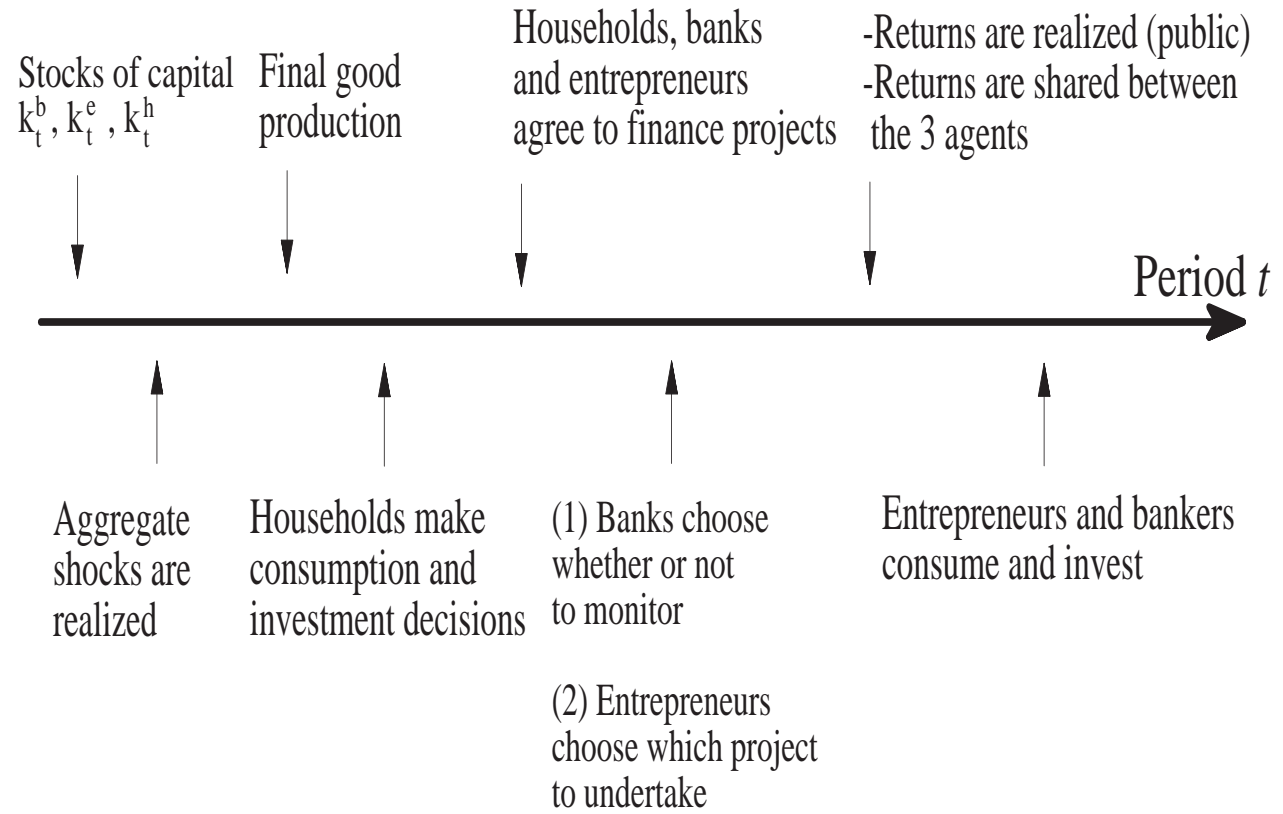 Stocks of capital
k_t^b, k_t^e, k_t^h
Final good
production
Households, banks
and entrepreneurs
agree to finance projects
-Returns are realized (public)
-Returns are shared between
the 3 agents
Period t
Aggregate
shocks are
realized
Households make
consumption and
investment decisions
(1) Banks choose
whether or not
to monitor
(2) Entrepreneurs
choose which project
to undertake
Entrepreneurs and bankers
consume and invest